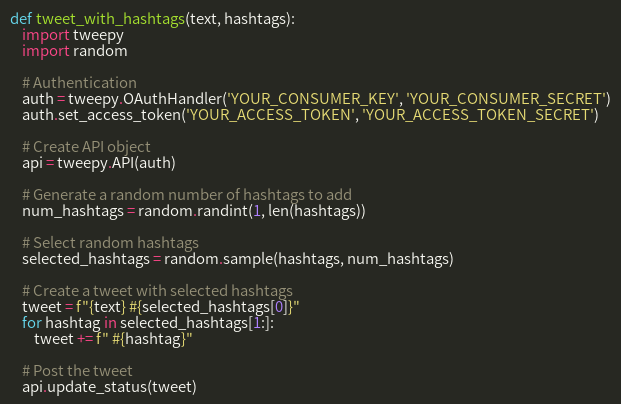 def tweet_with_hashtags(text, hashtags):
    import tweepy
    import random

    # Authentication
    auth = tweepy.OAuthHandler('YOUR_CONSUMER_KEY', 'YOUR_CONSUMER_SECRET')
    auth.set_access_token('YOUR_ACCESS_TOKEN', 'YOUR_ACCESS_TOKEN_SECRET')

    # Create API object
    api = tweepy.API(auth)

    # Generate a random number of hashtags to add
    num_hashtags = random.randint(1, len(hashtags))

    # Select random hashtags
    selected_hashtags = random.sample(hashtags, num_hashtags)

    # Create a tweet with selected hashtags
    tweet = f"{text} #{selected_hashtags[0]}"
    for hashtag in selected_hashtags[1:]:
        tweet += f" #{hashtag}"

    # Post the tweet
    api.update_status(tweet)